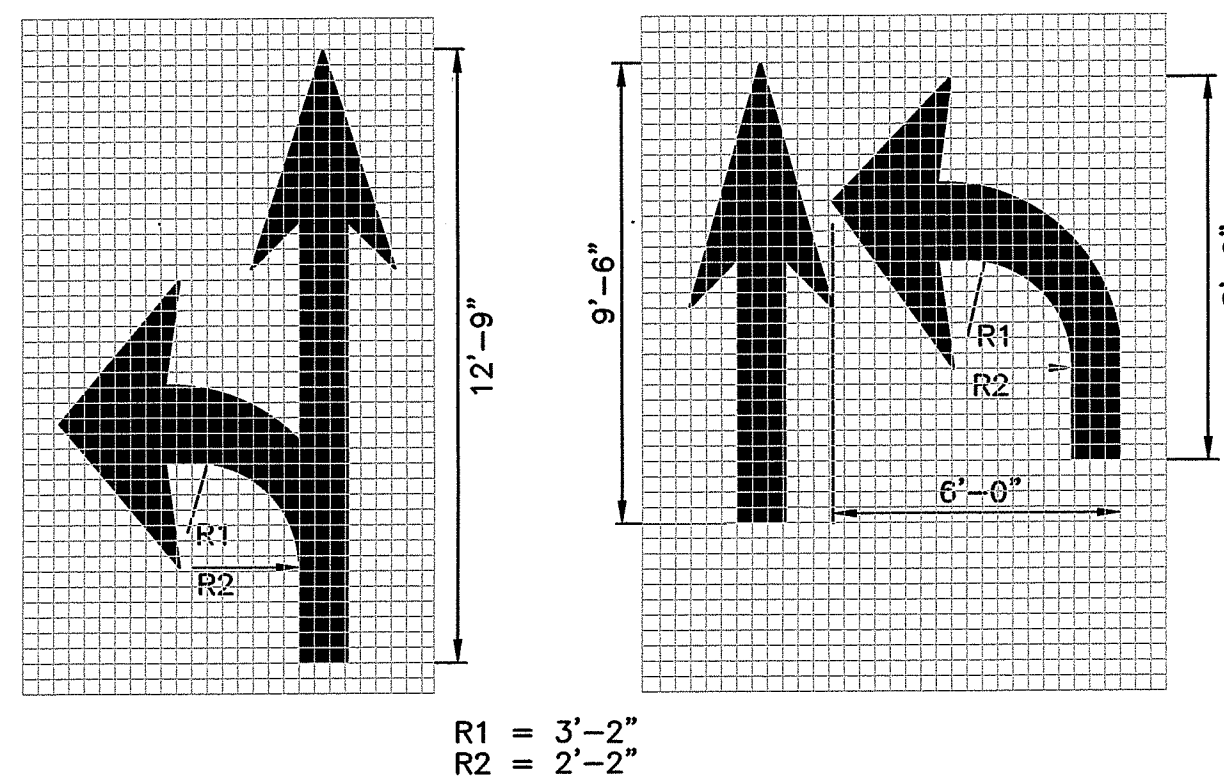 12'-9"
R1
R2
9'-6"
R1
R2
6'-0"
R1 = 3'-2"
R2 = 2'-2"